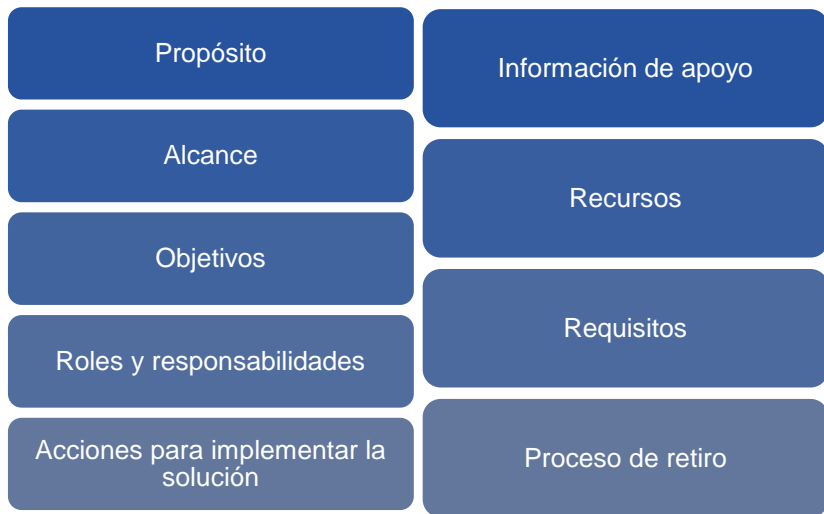 Propósito
Alcance
Objetivos
Roles y responsabilidades
Acciones para implementar la
solución
Información de apoyo
Recursos
Requisitos
Proceso de retiro